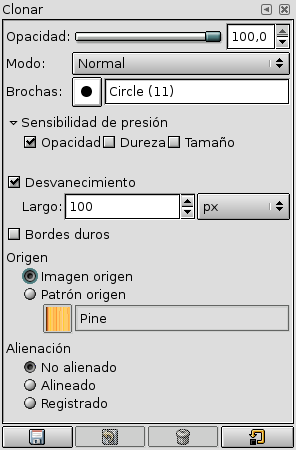 Clonar
Opacidad: 100,0
Modo: Normal
Brochas: Circle (11)
Sensibilidad de presión
Opacidad Dureza Tamaño
Desvanecimiento
Largo: 100 px
Bordes duros
Origen
Imagen origen
Patrón origen
Pine
Alienación
No alienado
Alineado
Registrado